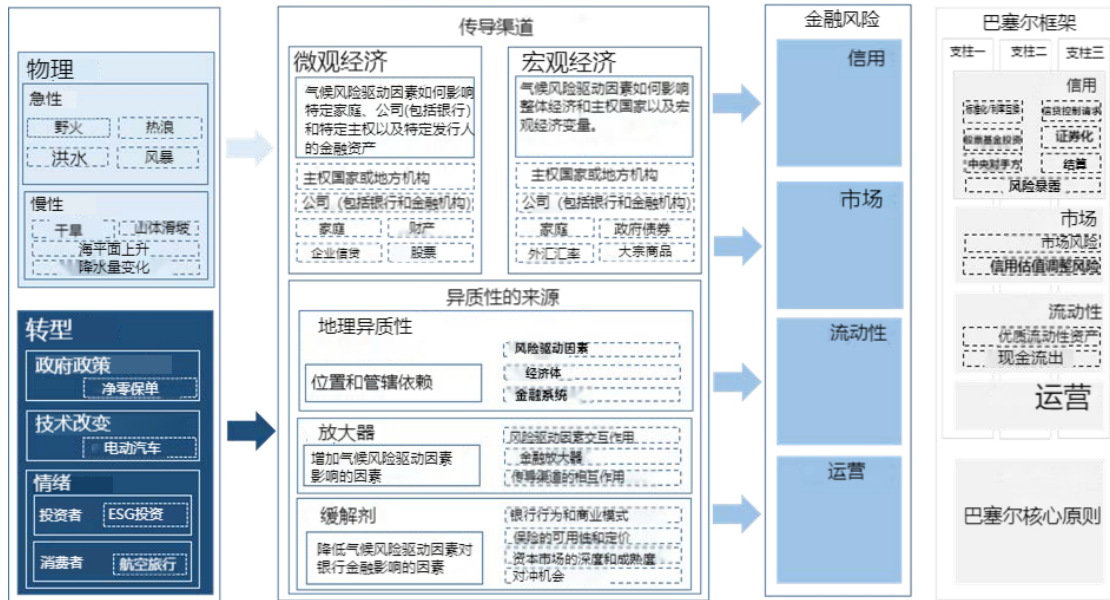 物理
急性
野火
热浪
洪水
风暴
慢性
干旱
山体滑坡
海平面上升
降水量变化
转型
政府政策
净零保单
技术改变
电动汽车
情绪
投资者
ESG投资
消费者
航空旅行
传导渠道
微观经济
气候风险驱动因素如何影响
特定家庭、公司(包括银行)
和特定主权以及特定发行人
的金融资产
主权国家或地方机构
公司（包括银行和金融机构)
家庭
财产
企业信贷
股票
宏观经济
气候风险驱动因素如何影响
整体经济和主权国家以及宏
观经济变量。
主权国家或地方机构
公司（包括银行和金融机构)
家庭
政府债券
外汇汇率
大宗商品
异质性的来源
地理异质性
位置和管辖依赖
风险驱动因素
经济体
金融系统
放大器
增加气候风险驱动因素
影响的因素
风险驱动因素交互作用
金融放大器
传导渠道的相互作用
缓解剂
降低气候风险驱动因素对
银行金融影响的因素
银行行为和商业模式
保险的可用性和定价
资本市场的深度和成熟度
对冲机会
金融风险
信用
市场
流动性
运营
巴塞尔框架
支柱一
支柱二
支柱三
信用
信贷控制请求
股票基金投资
证券化
中央对手方
结算
风险暴露
市场
市场风险
信用估值调整风险
流动性
优质流动性资产
现金流出
运营
巴塞尔核心原则